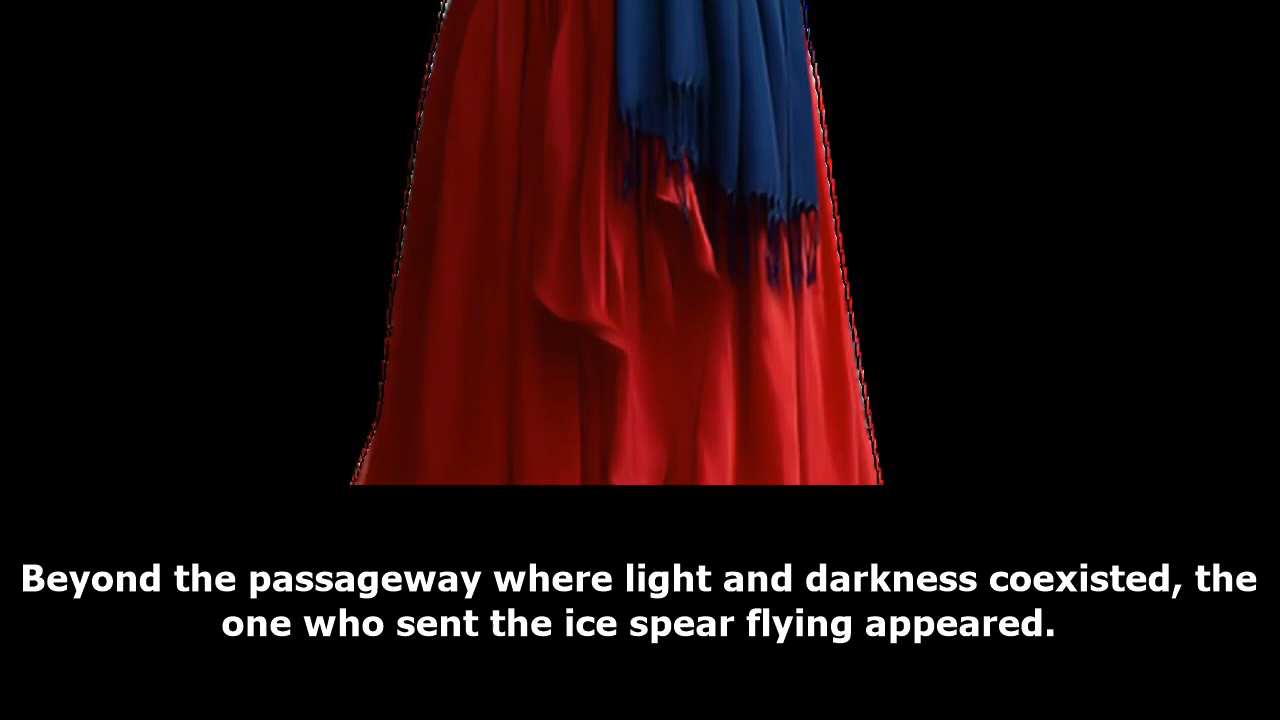 Beyond the passageway where light and darkness coexisted, the
one who sent the ice spear flying appeared.